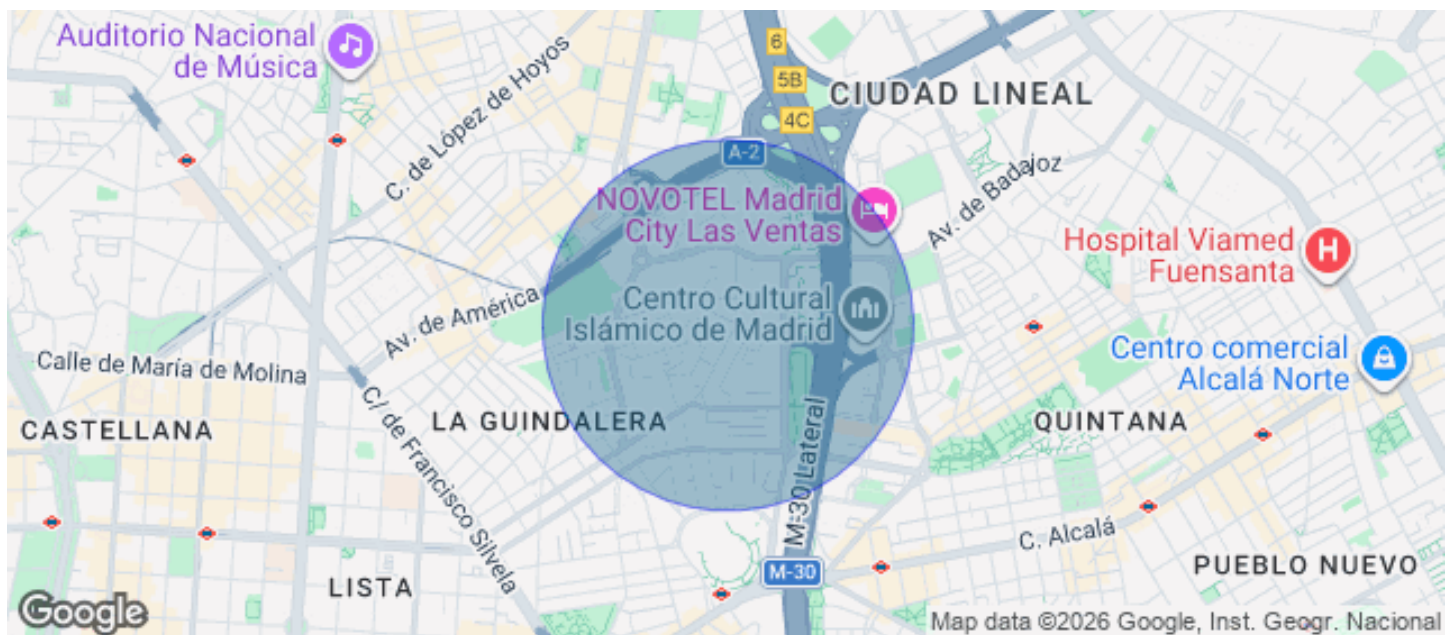 Auditorio Nacional
de Música
C. de López de Hoyos
6
5B
4C
CIUDAD LINEAL
A-2
NOVOTEL Madrid
City Las Ventas
Av. de Badajoz
Hospital Viamed
Fuensanta
H
Centro Cultural
Islámico de Madrid
Av. de América
Calle de María de Molina
Centro comercial
Alcalá Norte
C/ de Francisco Silvela
CASTELLANA
LA GUINDALERA
QUINTANA
M-30 Lateral
C. Alcalá
M-30
PUEBLO NUEVO
LISTA
Google
Map data ©2026 Google, Inst. Geogr. Nacional